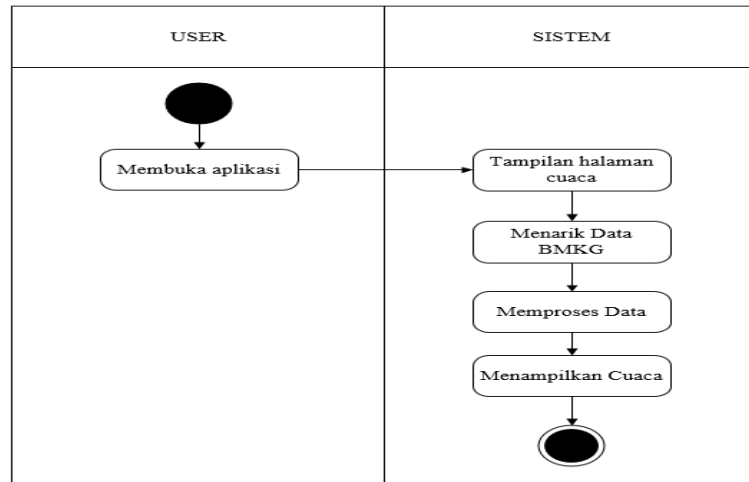 USER
SISTEM
Membuka aplikasi
Tampilan halaman
cuaca
Menarik Data
BMKG
Memproses Data
Menampilkan Cuaca